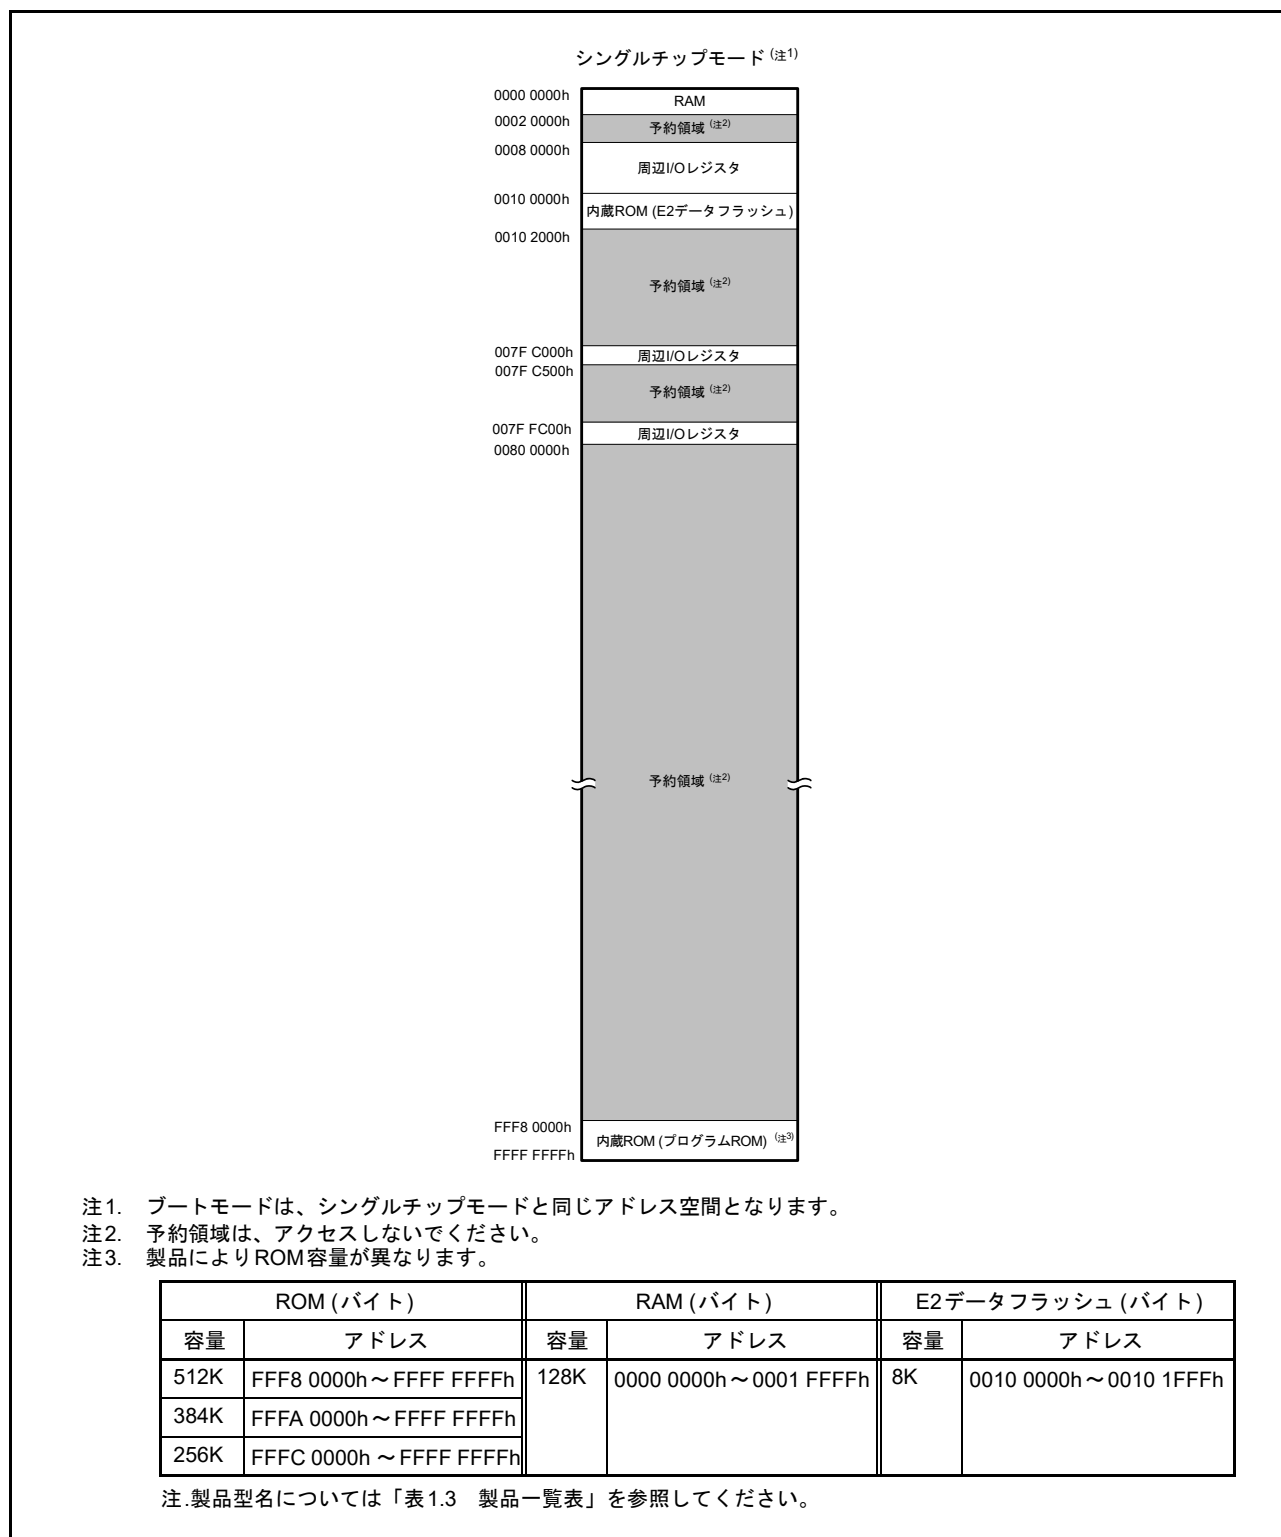 シングルチップモード (注1)
0000 0000h
RAM
0002 0000h
予約領域 (注2)
0008 0000h
周辺I/Oレジスタ
0010 0000h
内蔵ROM (E2データフラッシュ)
0010 2000h
予約領域 (注2)
007F C000h
周辺I/Oレジスタ
007F C500h
予約領域 (注2)
007F FC00h
周辺I/Oレジスタ
0080 0000h
予約領域 (注2)
FFF8 0000h
内蔵ROM (プログラムROM) (注3)
FFFF FFFFh
注1. ブートモードは、シングルチップモードと同じアドレス空間となります。
注2. 予約領域は、アクセスしないでください。
注3. 製品によりROM容量が異なります。
ROM (バイト) RAM (バイト) E2データフラッシュ (バイト)
容量 アドレス 容量 アドレス 容量 アドレス
512K FFF8 0000h～FFFF FFFFh 128K 0000 0000h～0001 FFFFh 8K 0010 0000h～0010 1FFFh
384K FFFA 0000h～FFFF FFFFh
256K FFFC 0000h ～FFFF FFFFh
注.製品型名については「表1.3 製品一覧表」を参照してください。